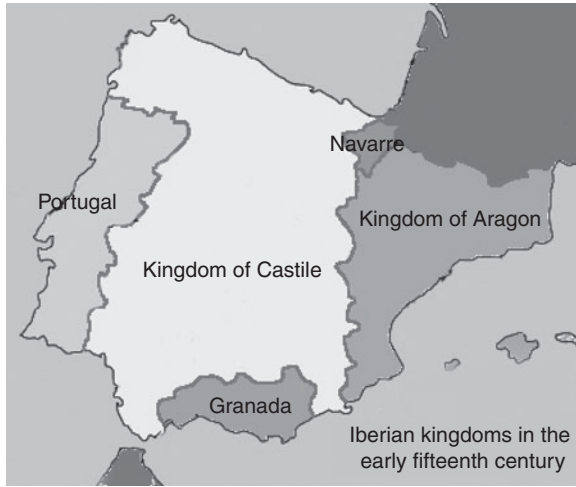 Navarre
Portugal
Kingdom of Aragon
Kingdom of Castile
Granada
Iberian kingdoms in the
early fifteenth century